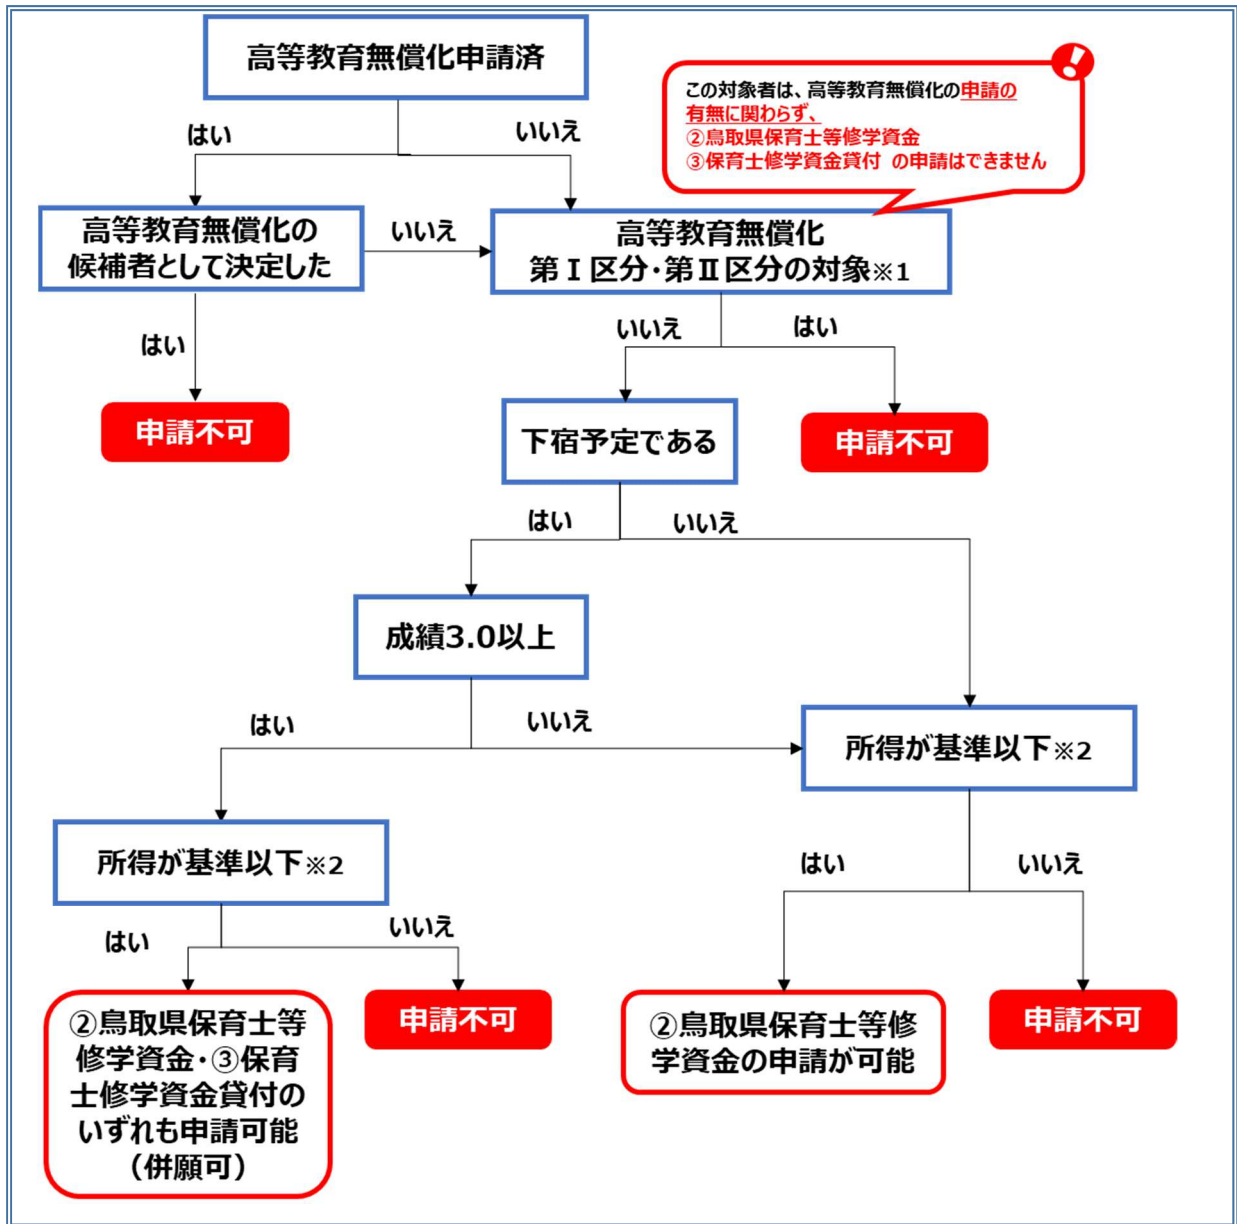 高等教育無償化申請済
この対象者は、高等教育無償化の申請の
有無に関わらず、
②鳥取県保育士等修学資金
③保育士修学資金貸付 の申請はできません
はい
いいえ
高等教育無償化の
候補者として決定した
いいえ
高等教育無償化
第Ⅰ区分・第Ⅱ区分の対象※1
はい
いいえ
はい
申請不可
下宿予定である
申請不可
はい
いいえ
成績3.0以上
はい
いいえ
所得が基準以下※2
所得が基準以下※2
はい
いいえ
はい
いいえ
②鳥取県保育士等
修学資金・③保育
士修学資金貸付の
いずれも申請可能
（併願可）
申請不可
②鳥取県保育士等修
学資金の申請が可能
申請不可